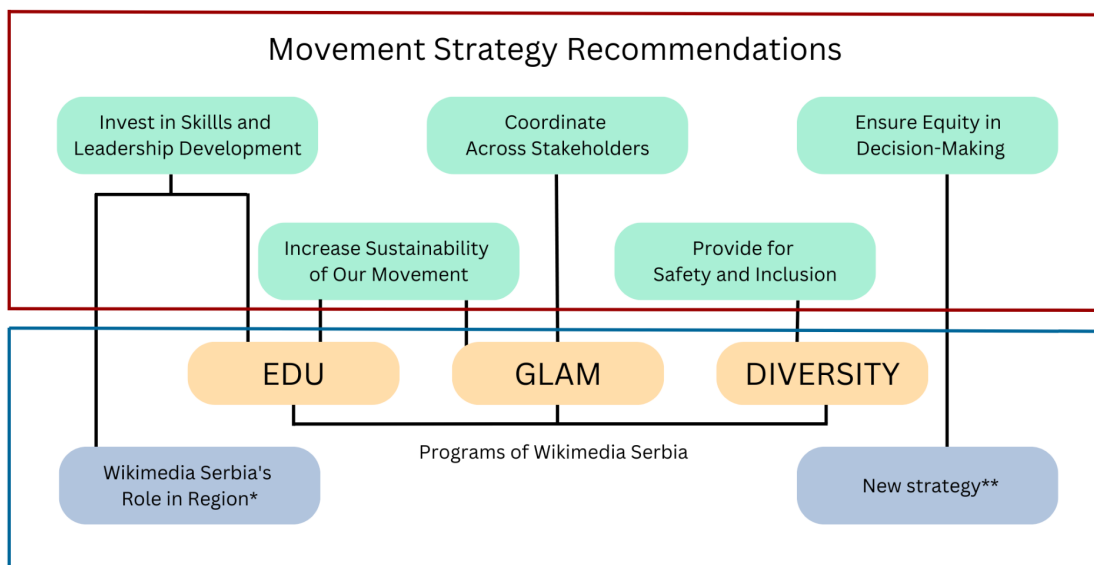 Movement Strategy Recommendations
Invest in Skillls and
Leadership Development
Coordinate
Across Stakeholders
Ensure Equity in
Decision-Making
Increase Sustainability
of Our Movement
Provide for
Safety and Inclusion
EDU
GLAM
DIVERSITY
Programs of Wikimedia Serbia
Wikimedia Serbia's
Role in Region*
New strategy**